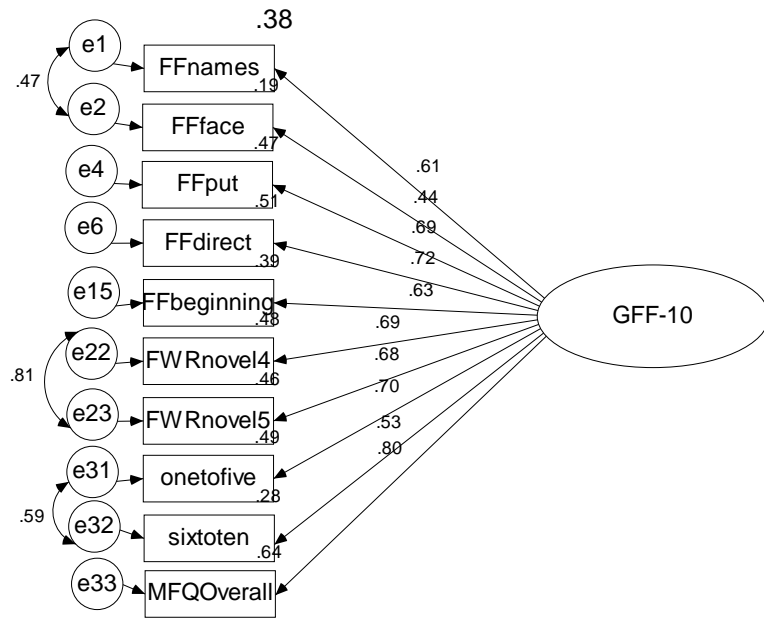 .38
e1
FFnames
.19
.47
e2
FFface
.47
e4
FFput
.51
e6
FFdirect
.39
e15
FFbeginning
.48
e22
FWRnovel4
.46
.81
e23
FWRnovel5
.49
e31
onetofive
.28
.59
e32
sixtoten
.64
e33
MFQOverall
.61
.44
.69
.72
.63
.69
.68
.70
.53
.80
GFF-10